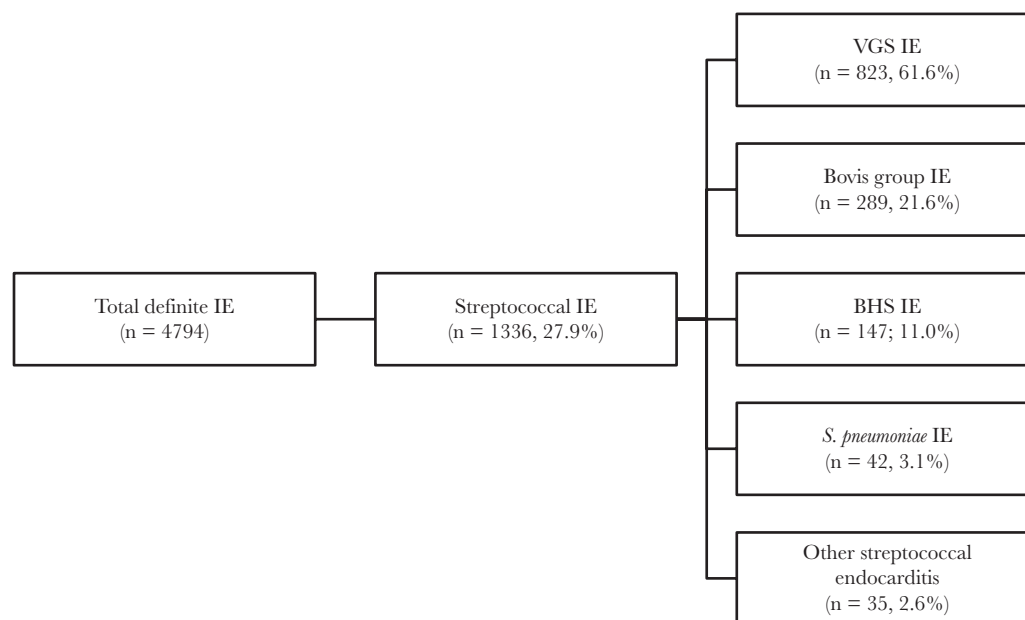 Total definite IE
(n = 4794)
Streptococcal IE
(n = 1336, 27.9%)
VGS IE
(n = 823, 61.6%)
Bovis group IE
(n = 289, 21.6%)
BHS IE
(n = 147; 11.0%)
S. pneumoniae IE
(n = 42, 3.1%)
Other streptococcal
endocarditis
(n = 35, 2.6%)